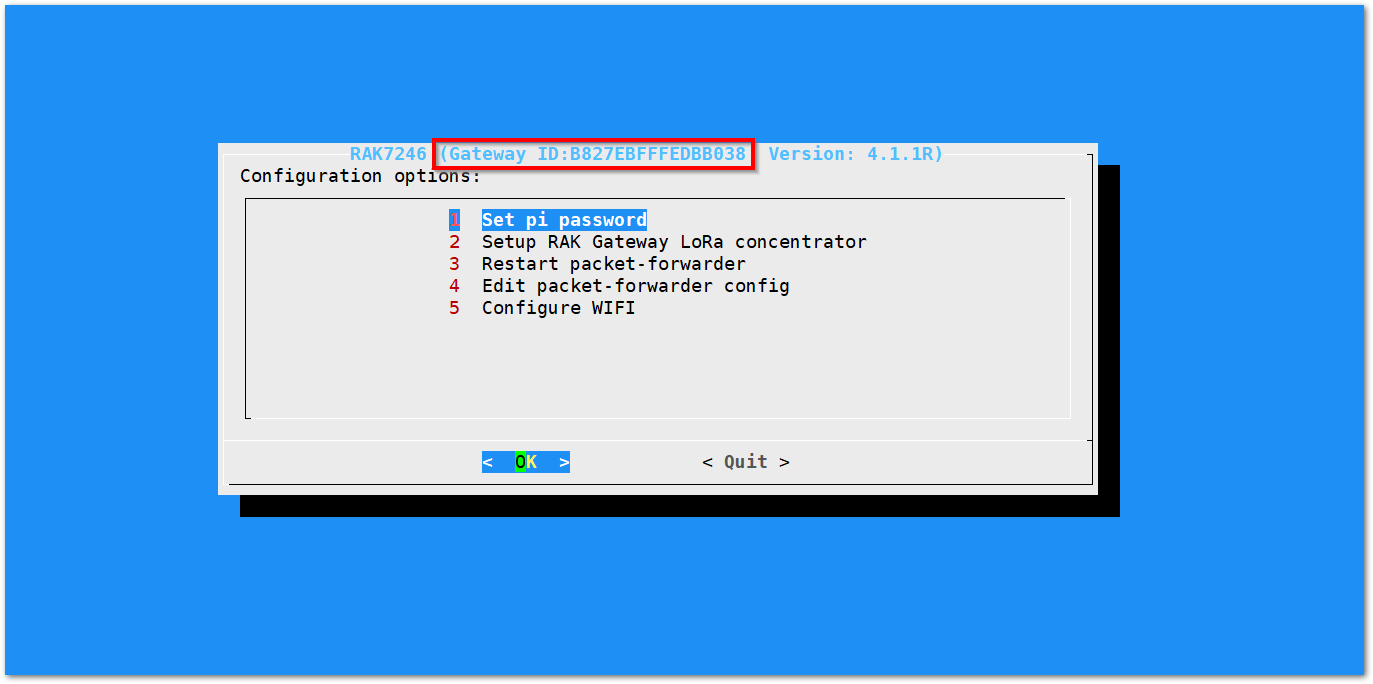 RAK7246 (Gateway ID:B827EBFFFEDBB038 Version: 4.1.1R)
Configuration options:
1 Set pi password
2 Setup RAK Gateway LoRa concentrator
3 Restart packet-forwarder
4 Edit packet-forwarder config
5 Configure WIFI
< OK > < Quit >